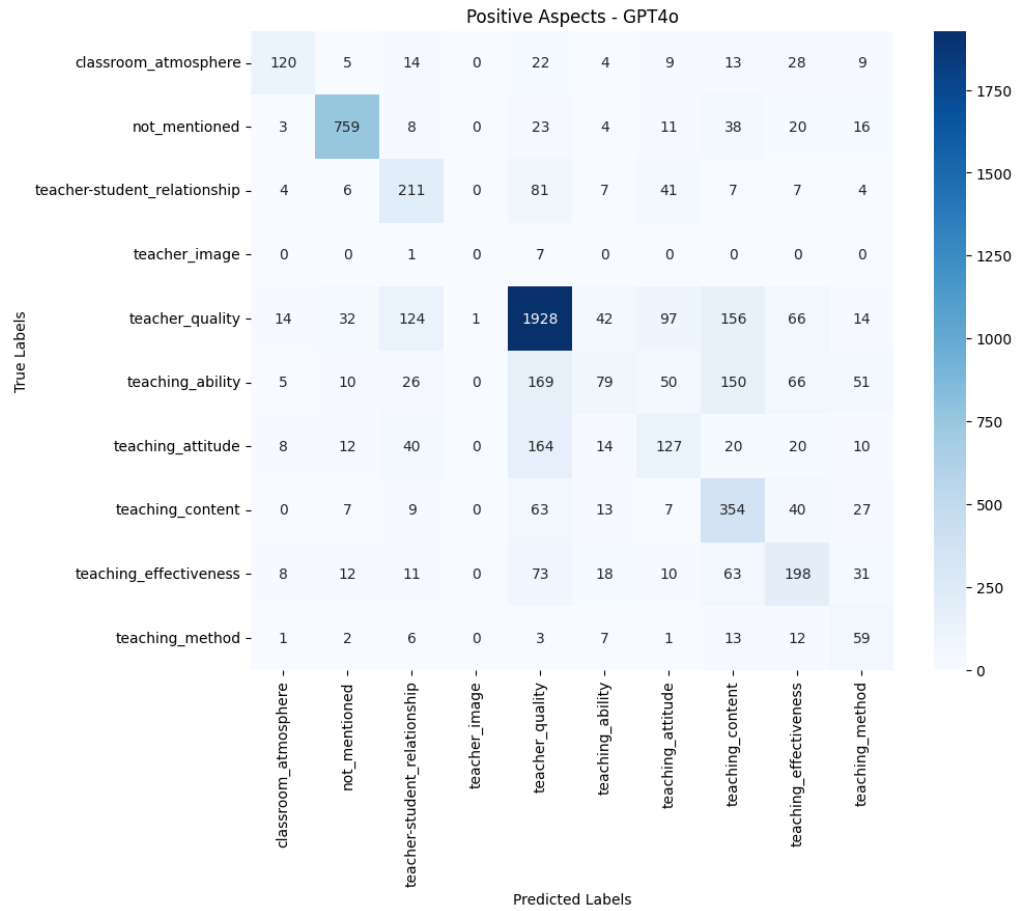 Positive Aspects - GPT4o
classroom_atmosphere 120 5 14 0 22 4 9 13 28 9
not_mentioned 3 759 8 0 23 4 11 38 20 16
teacher-student_relationship 4 6 211 0 81 7 41 7 7 4
teacher_image 0 0 1 0 7 0 0 0 0 0
teacher_quality 14 32 124 1 1928 42 97 156 66 14
teaching_ability 5 10 26 0 169 79 50 150 66 51
teaching_attitude 8 12 40 0 164 14 127 20 20 10
teaching_content 0 7 9 0 63 13 7 354 40 27
teaching_effectiveness 8 12 11 0 73 18 10 63 198 31
teaching_method 1 2 6 0 3 7 1 13 12 59
True Labels
classroom_atmosphere
not_mentioned
teacher-student_relationship
teacher_image
teacher_quality
teaching_ability
teaching_attitude
teaching_content
teaching_effectiveness
teaching_method
Predicted Labels
1750
1500
1250
1000
750
500
250
0